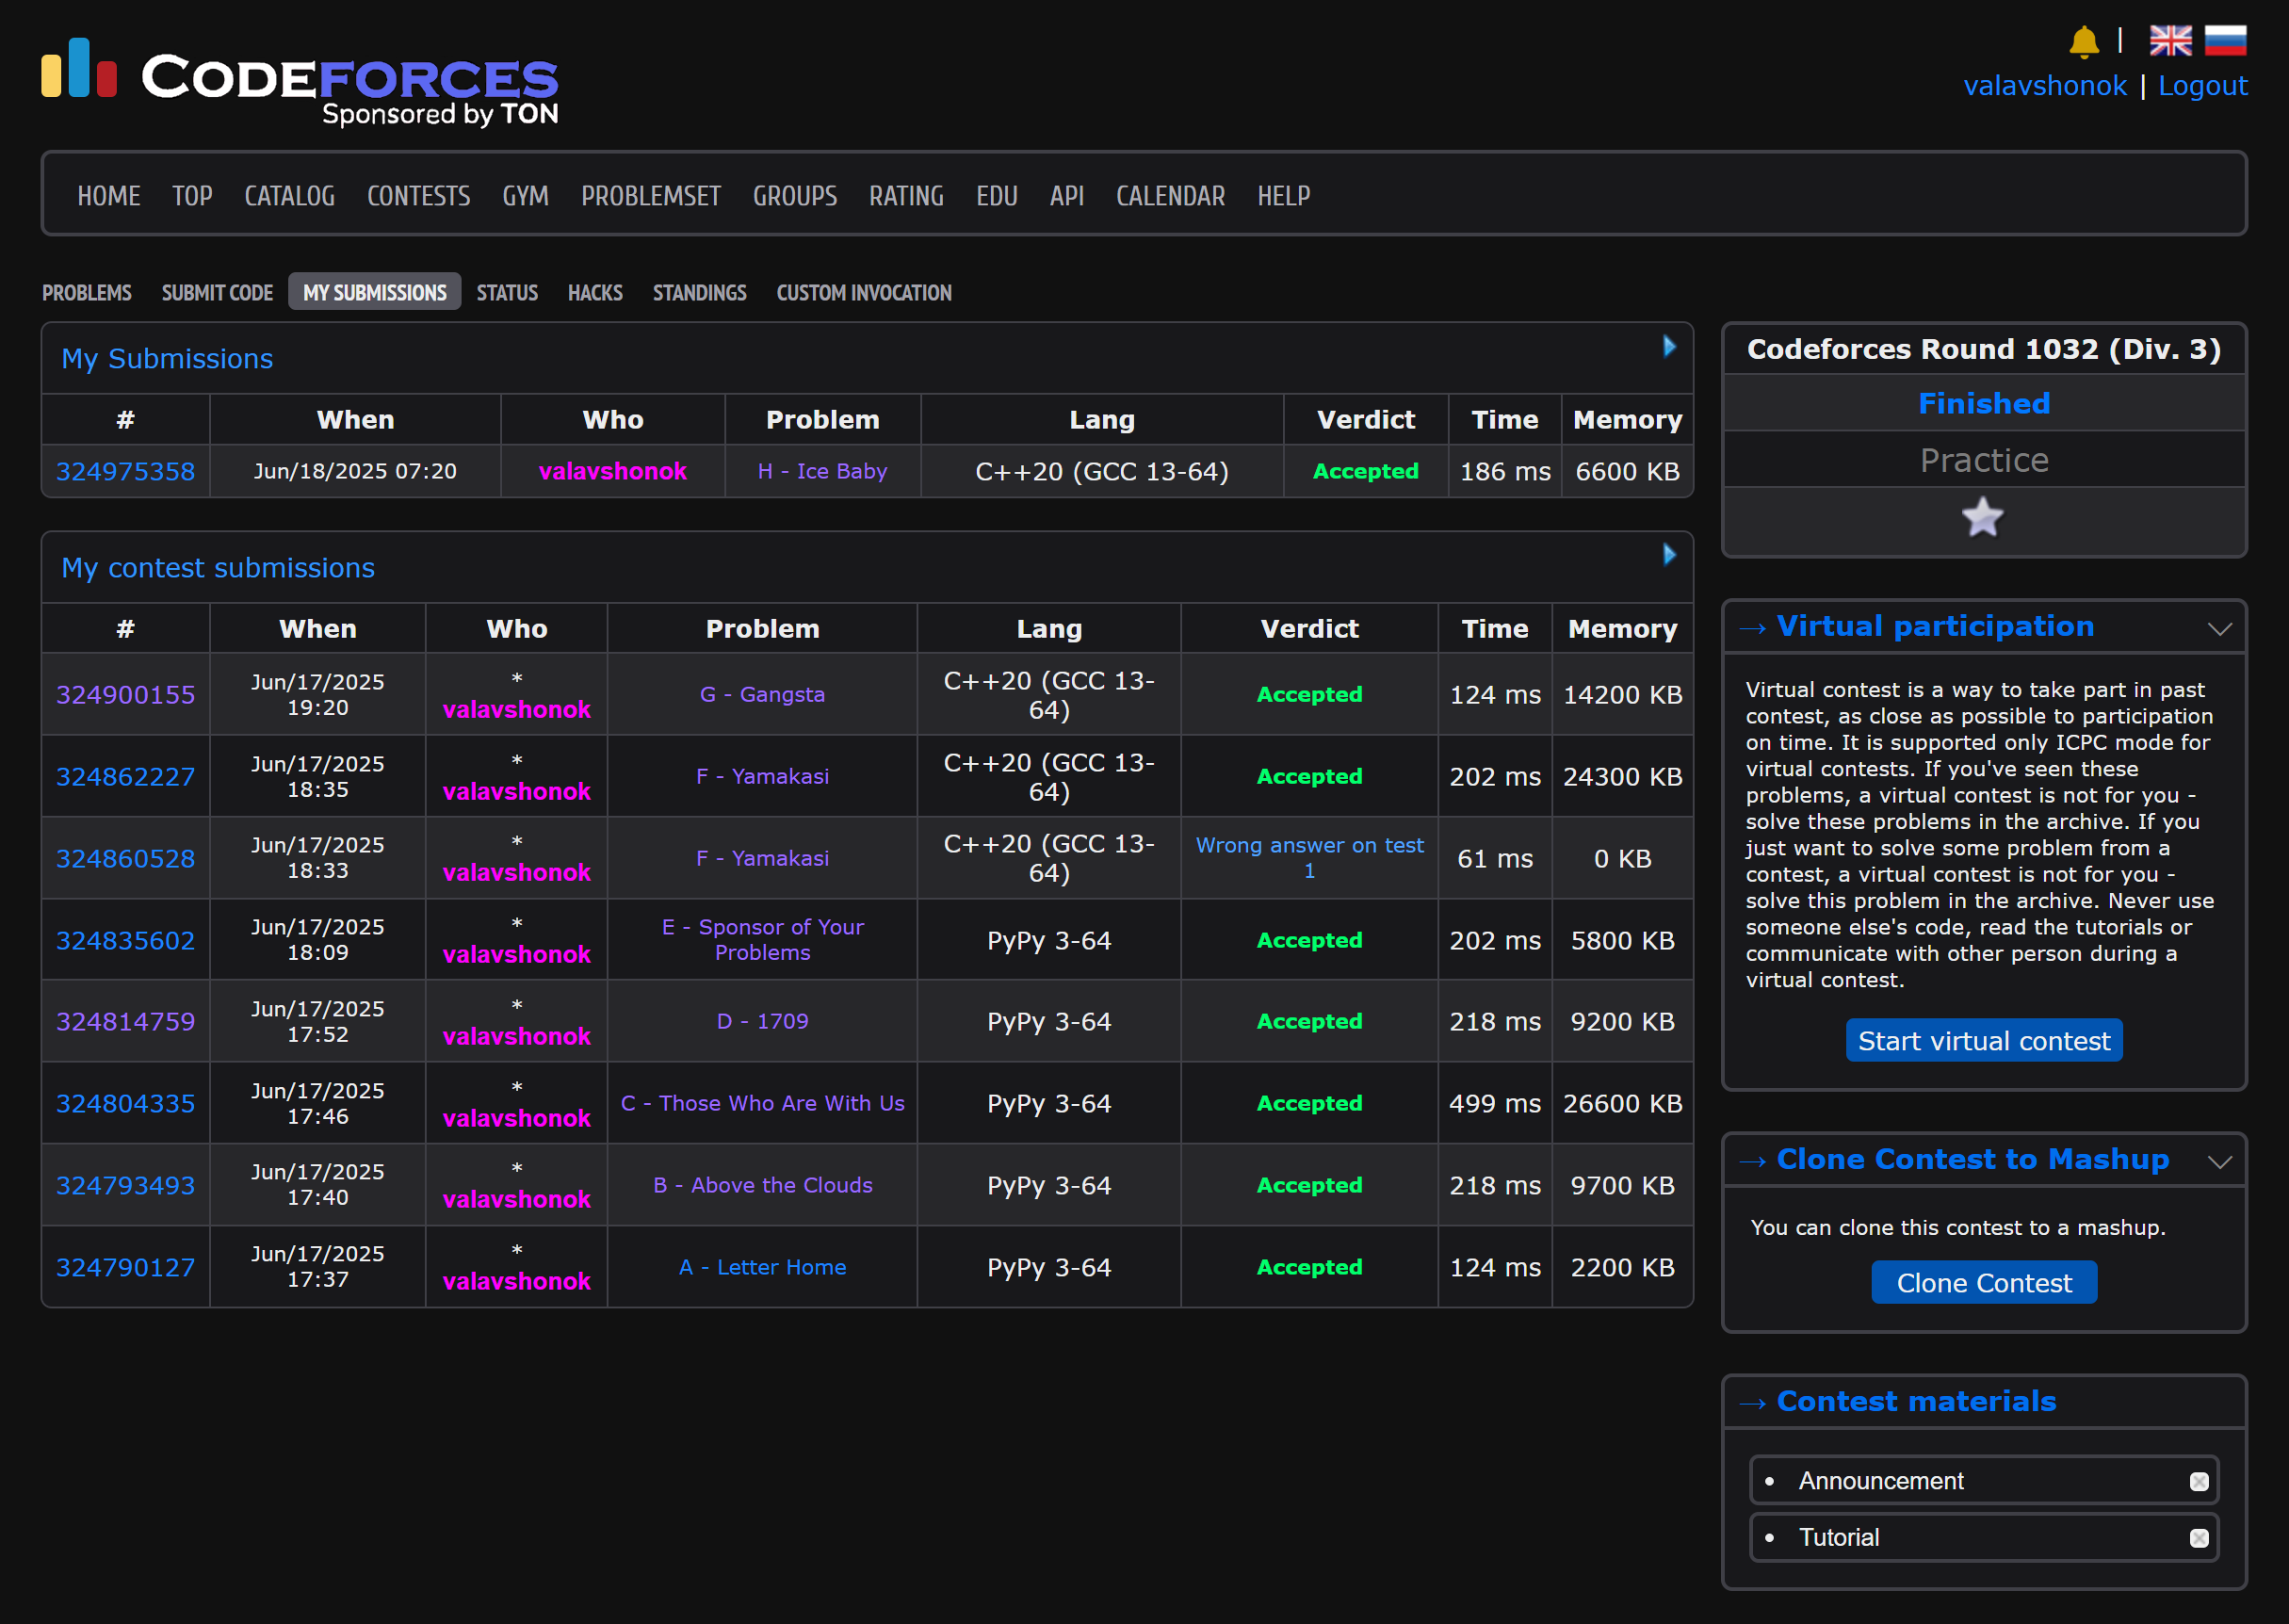 CODEFORCES
Sponsored by TON
|
valavshonok | Logout
HOME TOP CATALOG CONTESTS GYM PROBLEMSET GROUPS RATING EDU API CALENDAR HELP
PROBLEMS SUBMIT CODE MY SUBMISSIONS STATUS HACKS STANDINGS CUSTOM INVOCATION
My Submissions
# When Who Problem Lang Verdict Time Memory
324975358 Jun/18/2025 07:20 valavshonok H - Ice Baby C++20 (GCC 13-64) Accepted 186 ms 6600 KB
My contest submissions
# When Who Problem Lang Verdict Time Memory
324900155 Jun/17/2025 19:20 * valavshonok G - Gangsta C++20 (GCC 13-64) Accepted 124 ms 14200 KB
324862227 Jun/17/2025 18:35 * valavshonok F - Yamakasi C++20 (GCC 13-64) Accepted 202 ms 24300 KB
324860528 Jun/17/2025 18:33 * valavshonok F - Yamakasi C++20 (GCC 13-64) Wrong answer on test 1 61 ms 0 KB
324835602 Jun/17/2025 18:09 * valavshonok E - Sponsor of Your Problems PyPy 3-64 Accepted 202 ms 5800 KB
324814759 Jun/17/2025 17:52 * valavshonok D - 1709 PyPy 3-64 Accepted 218 ms 9200 KB
324804335 Jun/17/2025 17:46 * valavshonok C - Those Who Are With Us PyPy 3-64 Accepted 499 ms 26600 KB
324793493 Jun/17/2025 17:40 * valavshonok B - Above the Clouds PyPy 3-64 Accepted 218 ms 9700 KB
324790127 Jun/17/2025 17:37 * valavshonok A - Letter Home PyPy 3-64 Accepted 124 ms 2200 KB
Codeforces Round 1032 (Div. 3)
Finished
Practice
→ Virtual participation
Virtual contest is a way to take part in past
contest, as close as possible to participation
on time. It is supported only ICPC mode for
virtual contests. If you've seen these
problems, a virtual contest is not for you -
solve these problems in the archive. If you
just want to solve some problem from a
contest, a virtual contest is not for you -
solve this problem in the archive. Never use
someone else's code, read the tutorials or
communicate with other person during a
virtual contest.
Start virtual contest
→ Clone Contest to Mashup
You can clone this contest to a mashup.
Clone Contest
→ Contest materials
• Announcement
• Tutorial